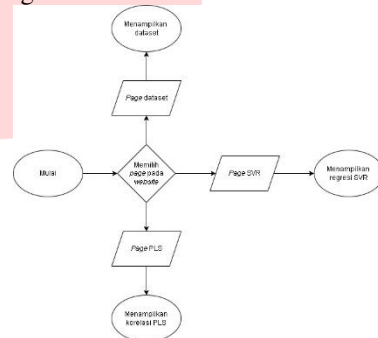 Menampilkan
dataset
Page dataset
Mulai
Memilih
page pada
website
Page SVR
Menampilkan
regresi SVR
Page PLS
Menampilkan
korelasi PLS